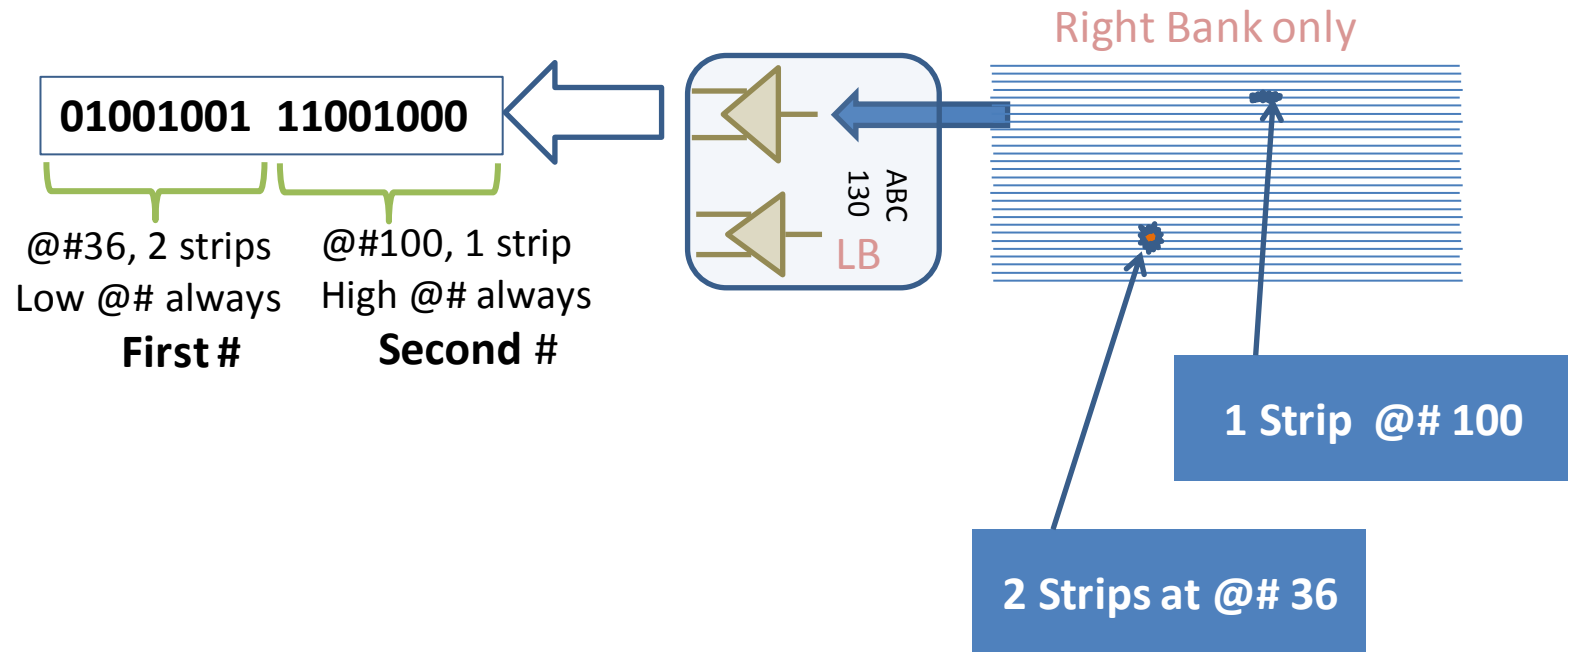 Right Bank only
01001001 11001000
@#36, 2 strips
Low @# always
First #
@#100, 1 strip
High @# always
Second #
ABC
130
LB
1 Strip @# 100
2 Strips at @# 36